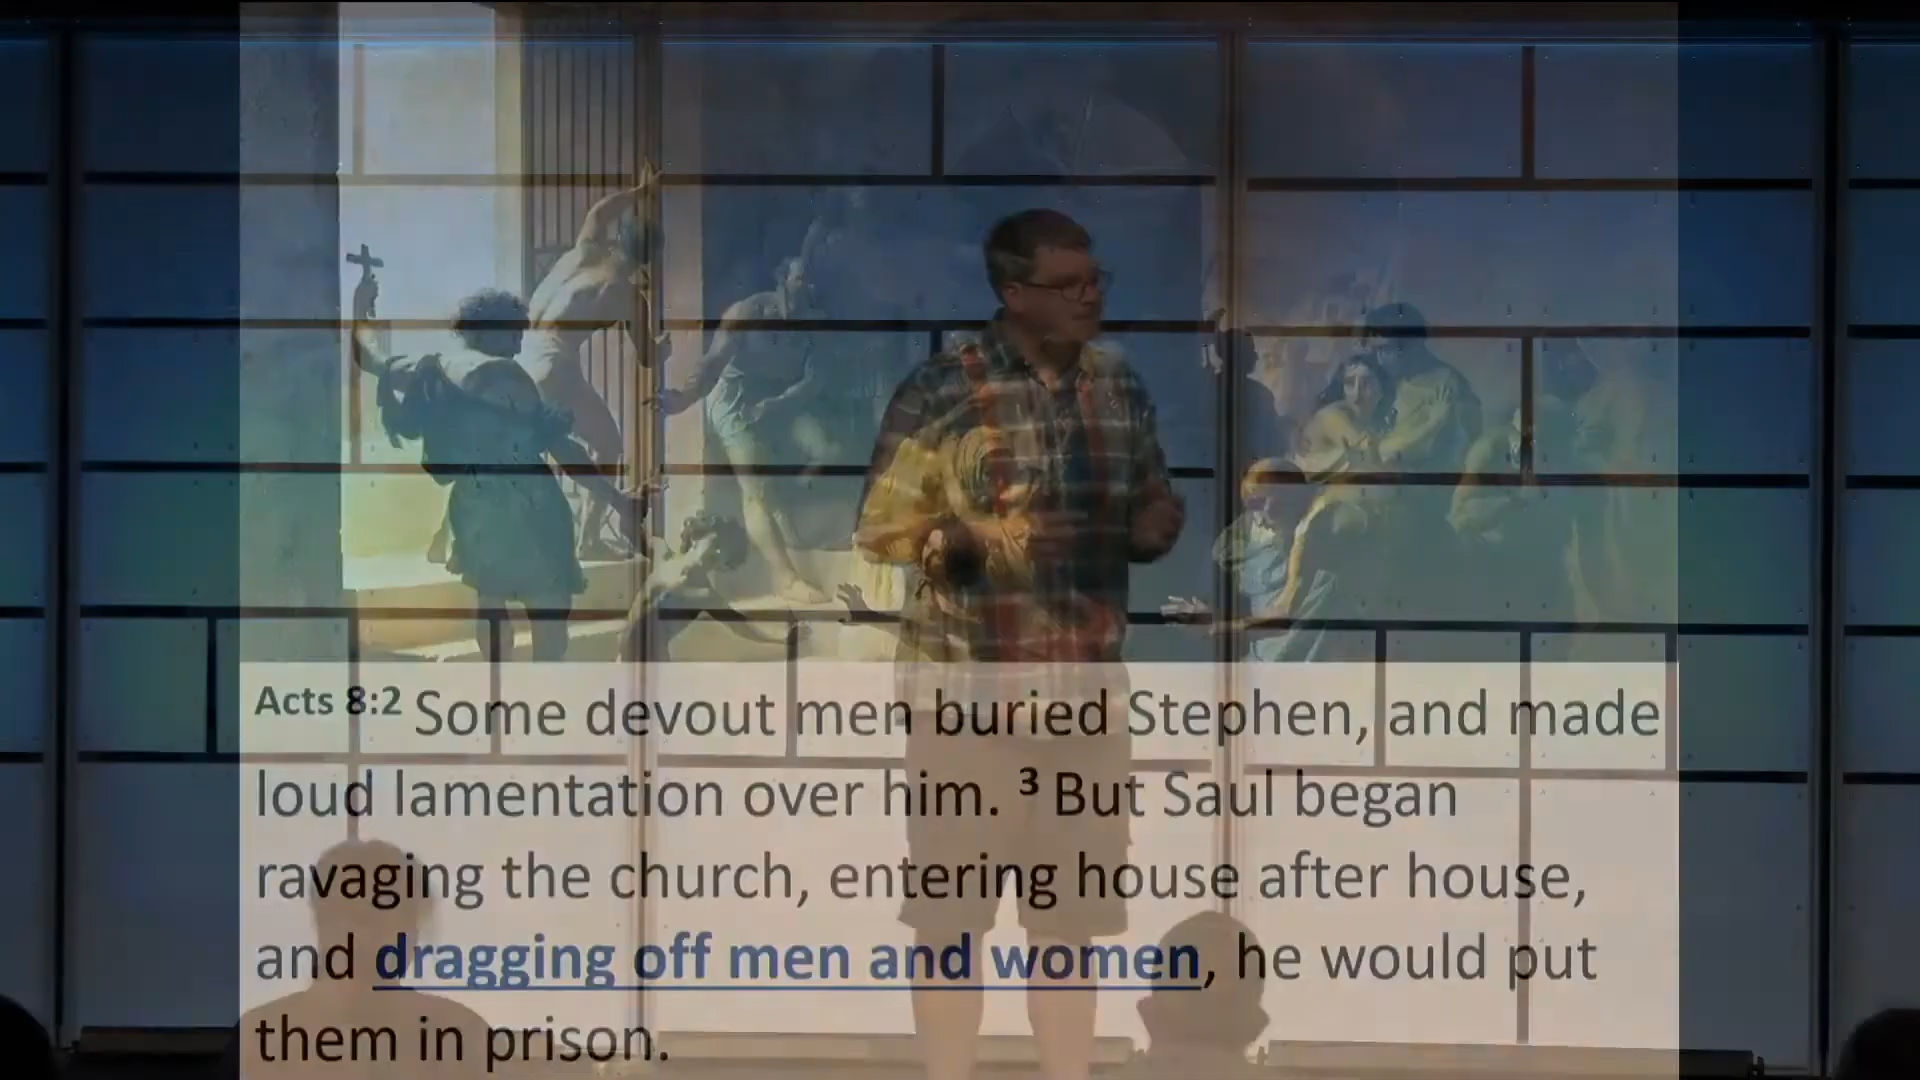 Acts 8:2 Some devout men buried Stephen, and made
loud lamentation over him. 3 But Saul began
ravaging the church, entering house after house,
and dragging off men and women, he would put
them in prison.